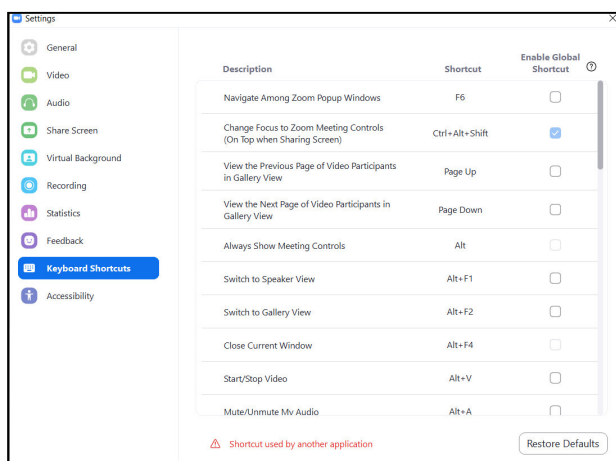 Settings
General
Video
Audio
Share Screen
Virtual Background
Recording
Statistics
Feedback
Keyboard Shortcuts
Accessibility
Description Shortcut Enable Global
Shortcut ?
Navigate Among Zoom Popup Windows F6
Change Focus to Zoom Meeting Controls
(On Top when Sharing Screen) Ctrl+Alt+Shift
View the Previous Page of Video Participants
in Gallery View Page Up
View the Next Page of Video Participants in
Gallery View Page Down
Always Show Meeting Controls Alt
Switch to Speaker View Alt+F1
Switch to Gallery View Alt+F2
Close Current Window Alt+F4
Start/Stop Video Alt+V
Mute/Unmute My Audio Alt+A
Shortcut used by another application
Restore Defaults